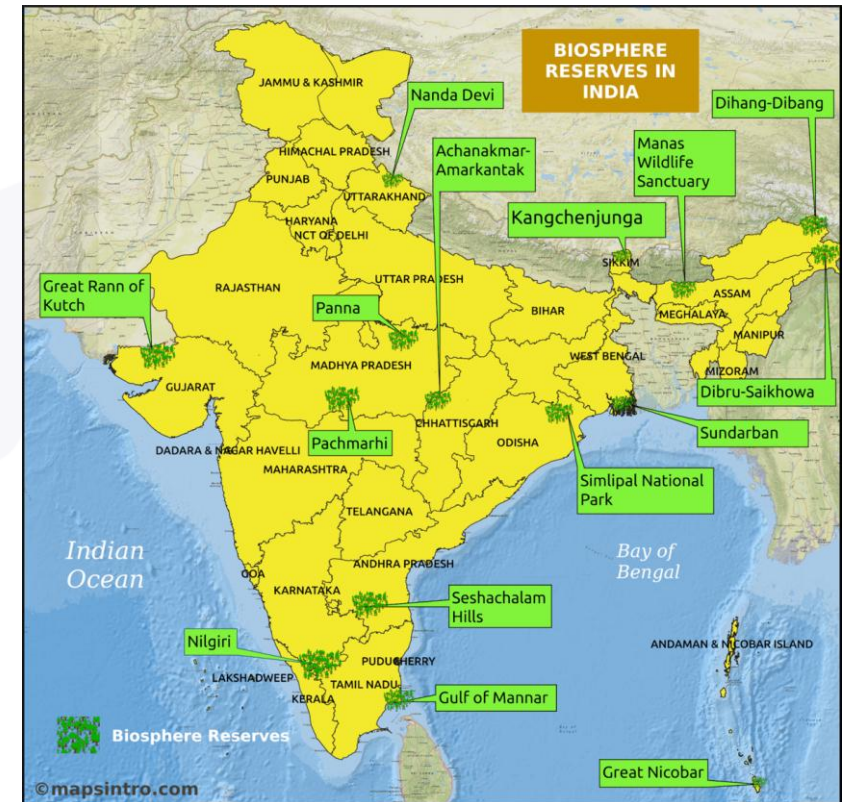 BIOSPHERE
RESERVES IN
INDIA
JAMMU & KASHMIR
Nanda Devi
Dihang-Dibang
HIMACHAL PRADESH
Achanakmar-
Amarkantak
Manas
Wildlife
Sanctuary
PUNJAB
UTTARAKHAND
HARYANA
NCT OF DELHI
Kangchenjunga
SIKKIM
Great Rann of
Kutch
RAJASTHAN
UTTAR PRADESH
ASSAM
Panna
BIHAR
MEGHALAYA
MANIPUR
MADHYA PRADESH
WEST BENGAL
MIZORAM
GUJARAT
Dibru-Saikhowa
CHHATTISGARH
Pachmarhi
ODISHA
Sundarban
DADARA & NAGAR HAVELLI
MAHARASHTRA
Simlipal National
Park
TELANGANA
Indian
Ocean
Bay of
Bengal
ANDHRA PRADESH
GOA
KARNATAKA
Seshachalam
Hills
Nilgiri
PUDUCHERRY
ANDAMAN & NICOBAR ISLAND
LAKSHADWEEP
TAMIL NADU
KERALA
Gulf of Mannar
Biosphere Reserves
Great Nicobar
©mapsintro.com